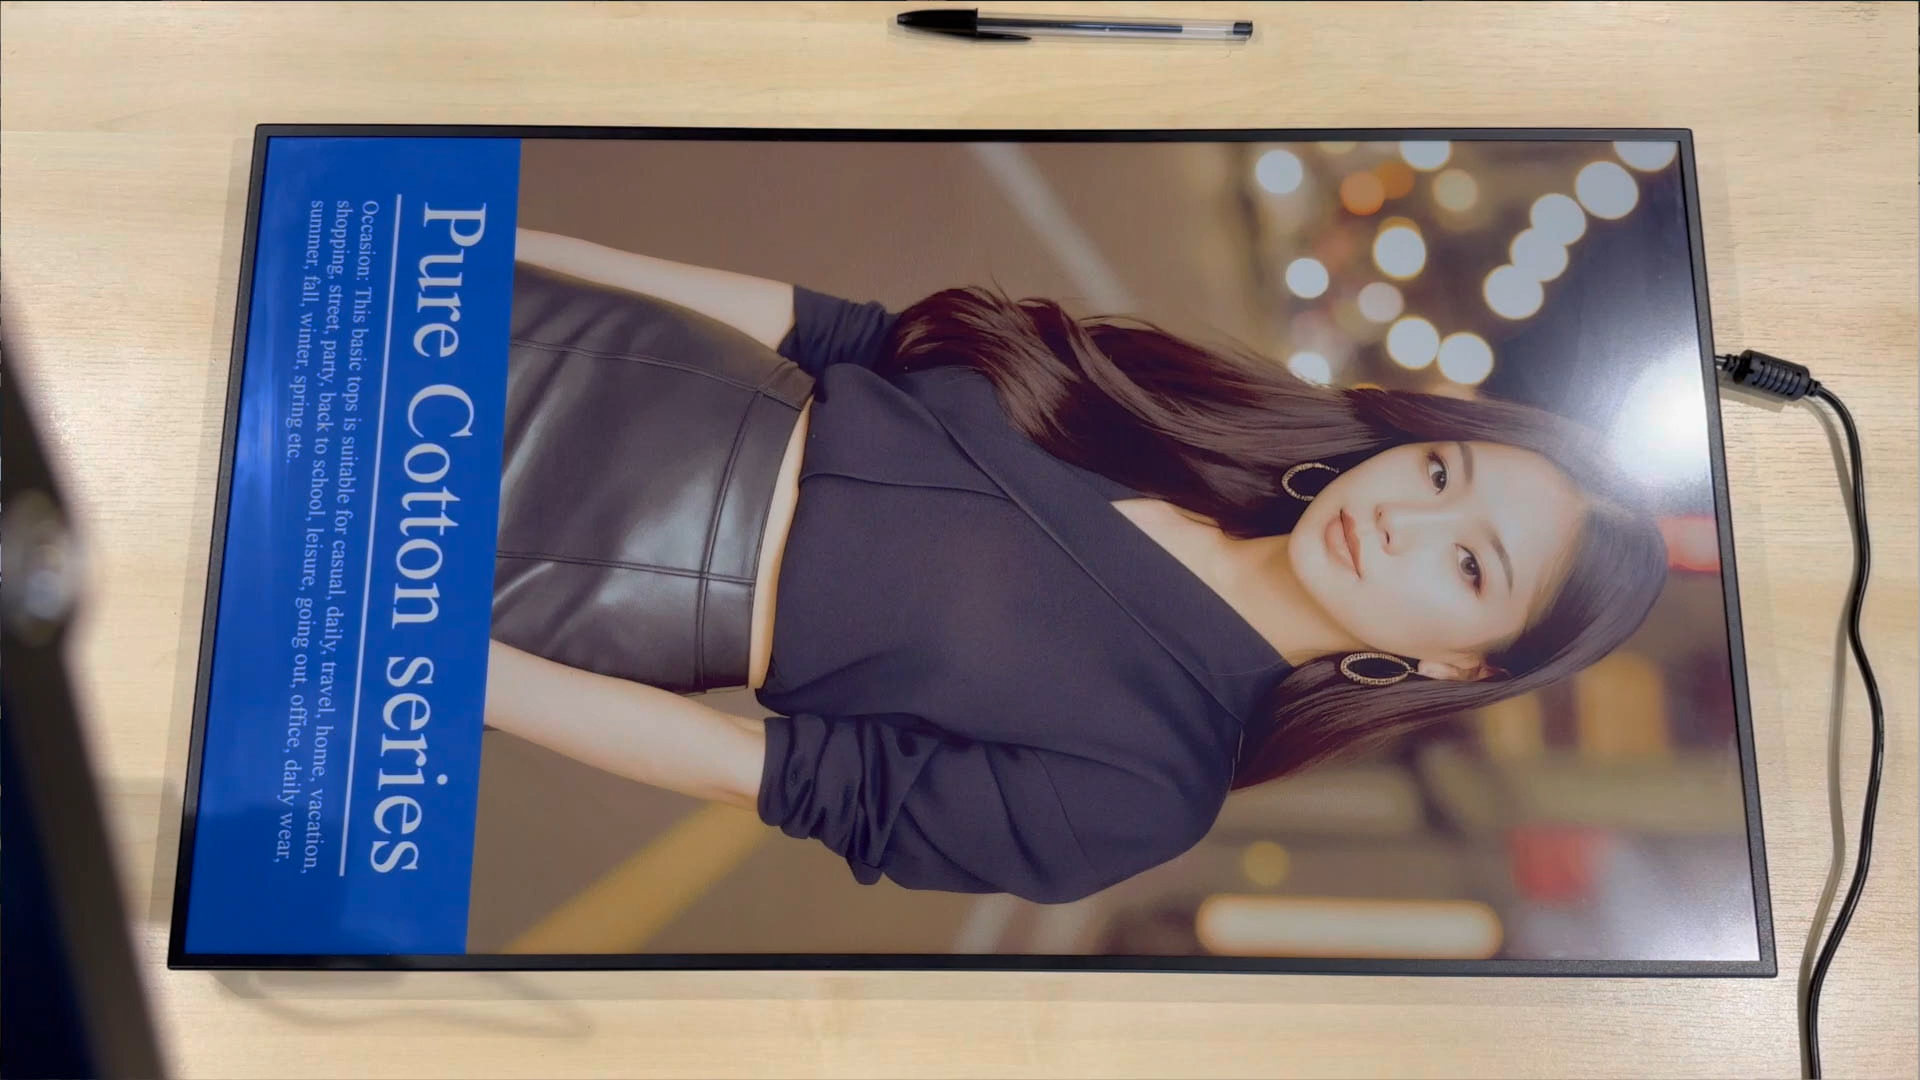 Pure Cotton series
Occasion: This basic tops is suitable for casual, daily, travel, home, vacation,
shopping, street, party, back to school, leisure, going out, office, daily wear,
summer, fall, winter, spring etc.